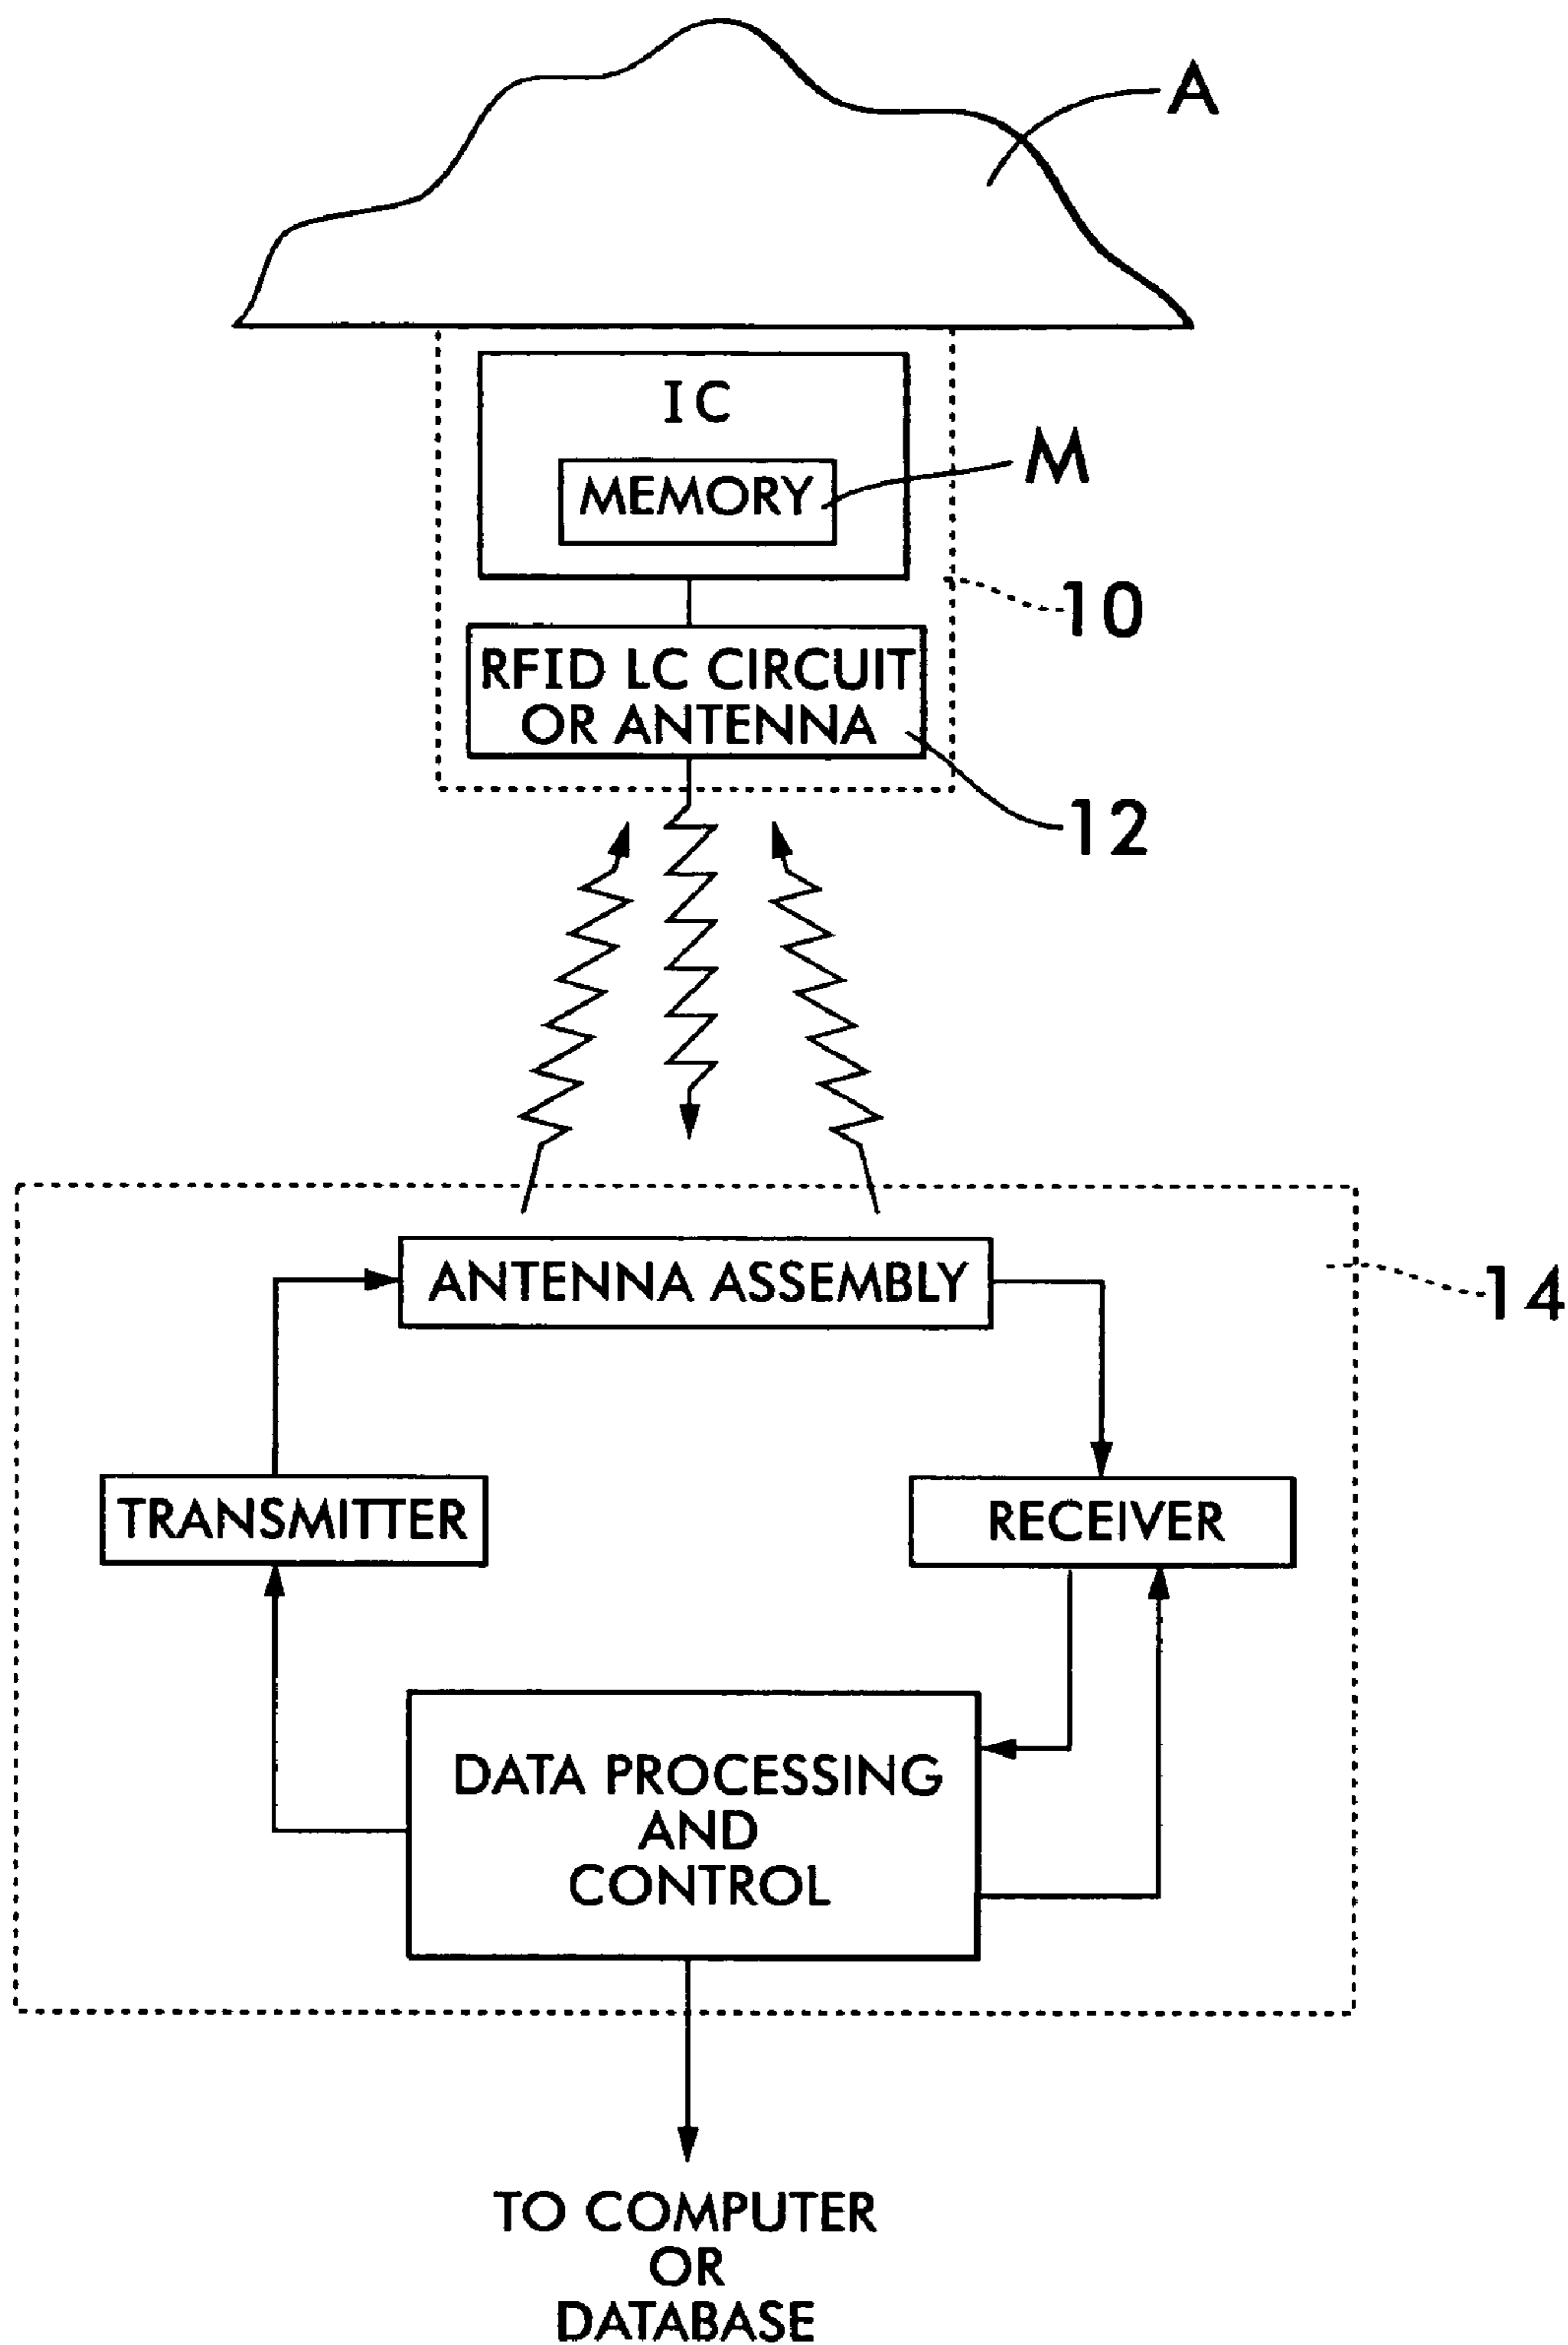 A
IC
MEMORY
M
10
RFID LC CIRCUIT
OR ANTENNA
12
ANTENNA ASSEMBLY
14
TRANSMITTER
RECEIVER
DATA PROCESSING
AND
CONTROL
TO COMPUTER
OR
DATABASE